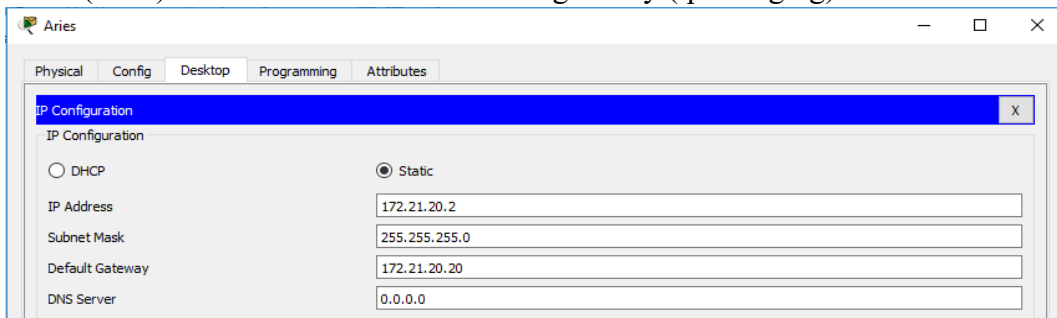 Aries
Physical Config Desktop Programming Attributes
IP Configuration X
IP Configuration
DHCP Static
IP Address 172.21.20.2
Subnet Mask 255.255.255.0
Default Gateway 172.21.20.20
DNS Server 0.0.0.0